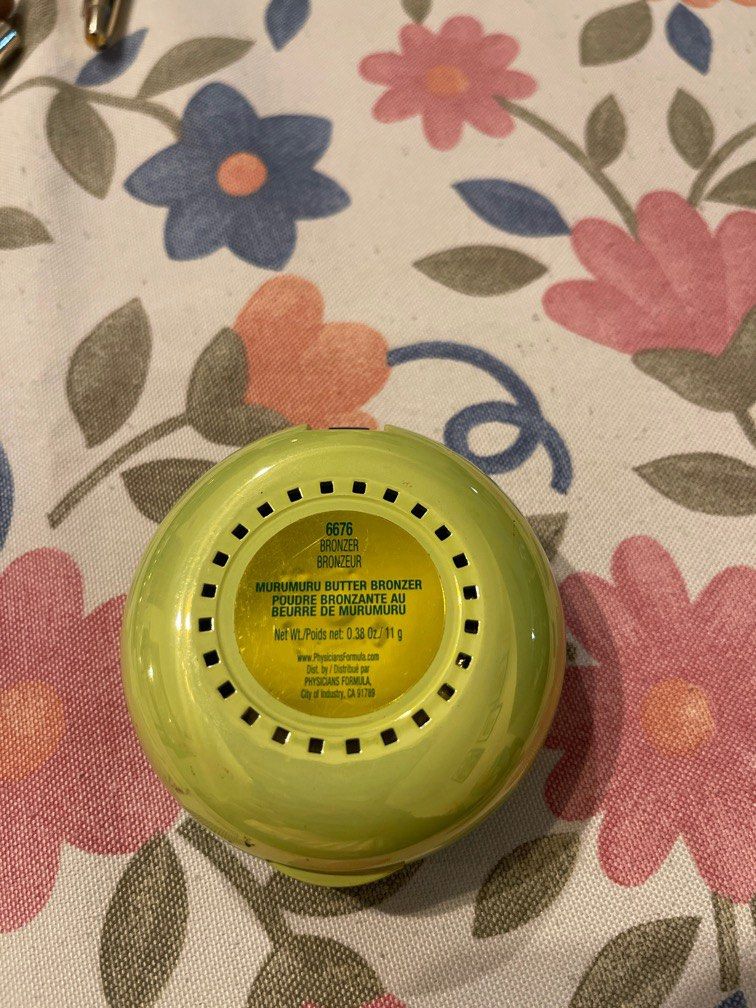 6676
BRONZER
BRONZEUR
MURUMURU BUTTER BRONZER
POUDRE BRONZANTE AU
BEURRE DE MURUMURU
Net Wt./Poids net: 0.38 Oz./ 11 g
www.PhysiciansFormula.com
Dist. by / Distribué par
PHYSICIANS FORMULA,
City of Industry, CA 91789